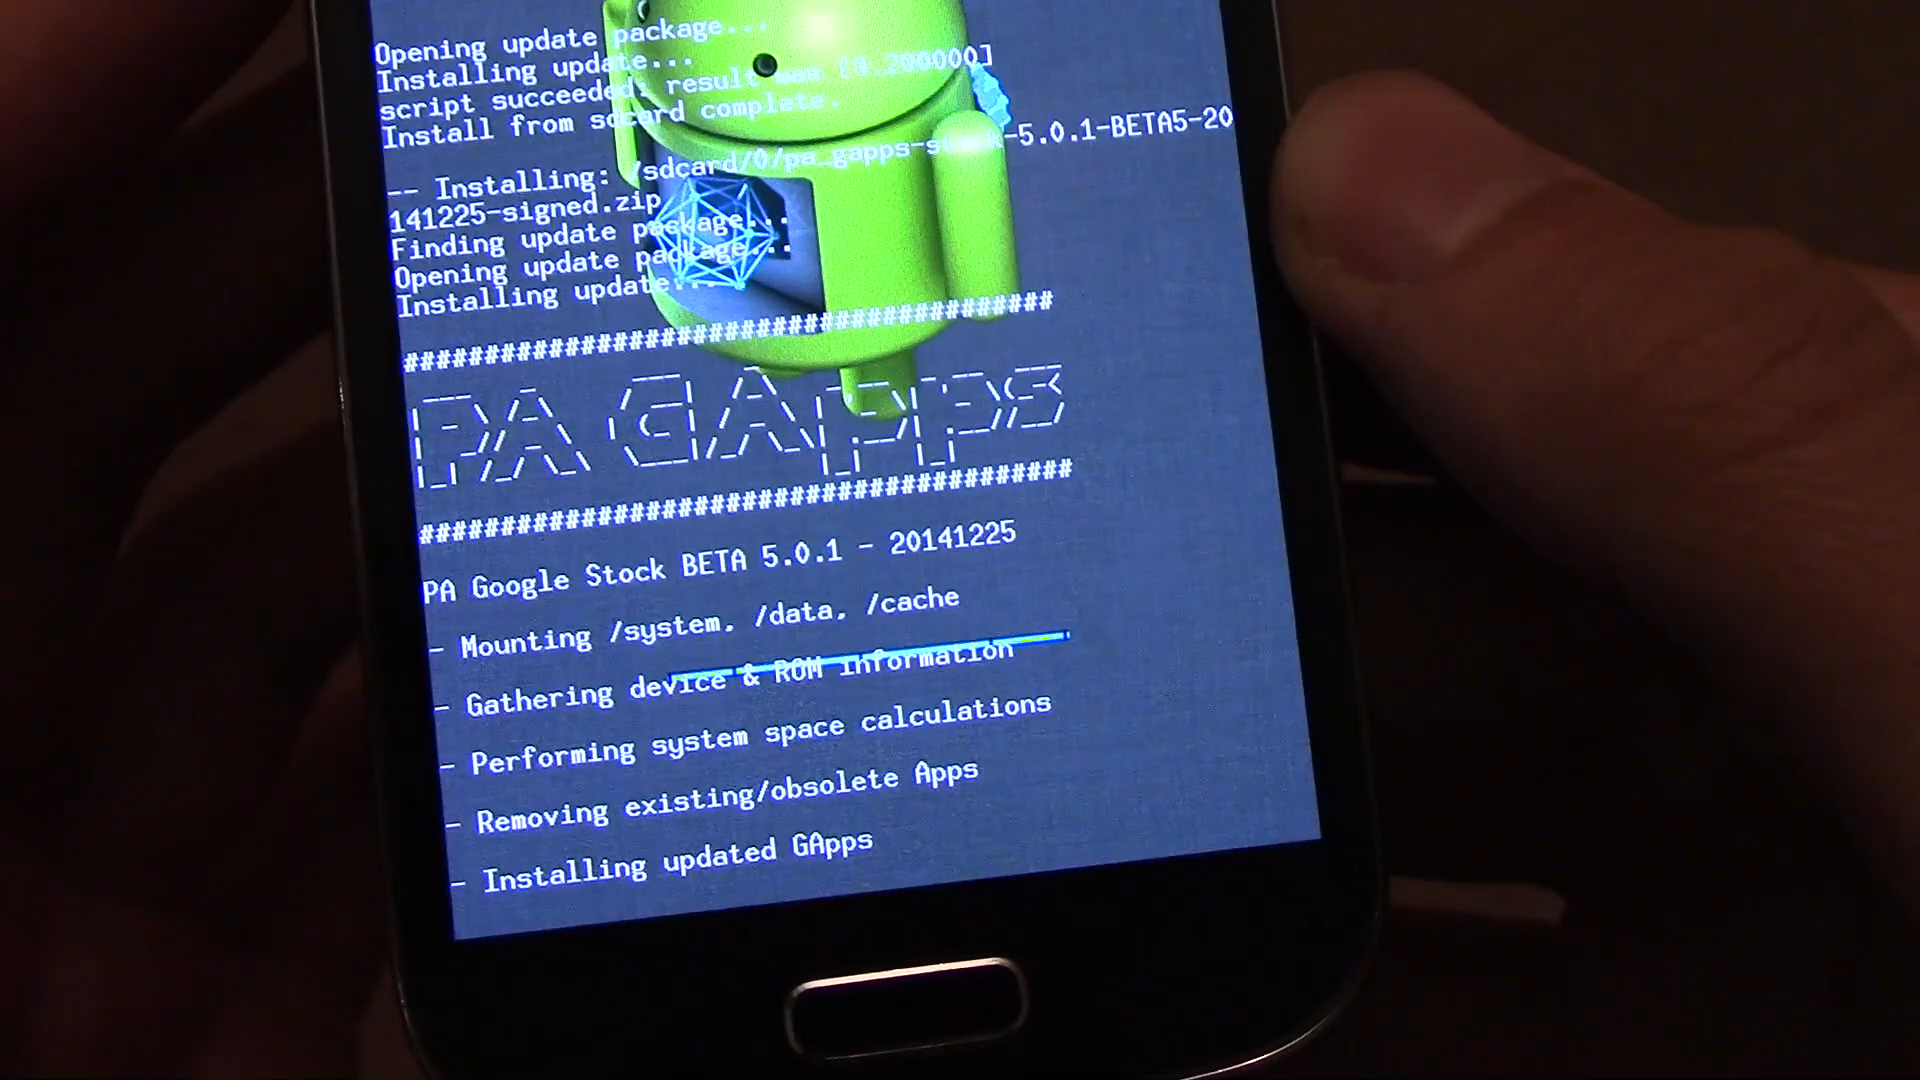 Opening update package...
Installing update...
script succeeded: result was [0.200000]
Install from sdcard complete.
-- Installing: /sdcard/0/pa_gapps-stock-5.0.1-BETA5-20
141225-signed.zip
Finding update package...
Opening update package...
Installing update...
#########################################
PA GApps
#########################################
PA Google Stock BETA 5.0.1 - 20141225
- Mounting /system, /data, /cache
- Gathering device & ROM information
- Performing system space calculations
- Removing existing/obsolete Apps
- Installing updated GApps